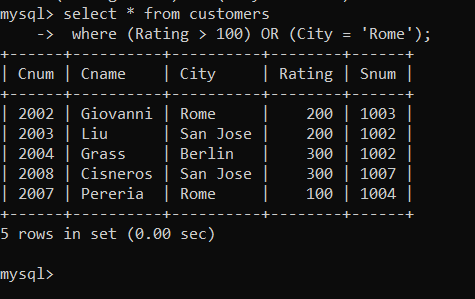 mysql> select * from customers
    ->  where (Rating > 100) OR (City = 'Rome');
+------+----------+----------+--------+------+
| Cnum | Cname    | City     | Rating | Snum |
+------+----------+----------+--------+------+
| 2002 | Giovanni | Rome     |    200 | 1003 |
| 2003 | Liu      | San Jose |    200 | 1002 |
| 2004 | Grass    | Berlin   |    300 | 1002 |
| 2008 | Cisneros | San Jose |    300 | 1007 |
| 2007 | Pereria  | Rome     |    100 | 1004 |
+------+----------+----------+--------+------+
5 rows in set (0.00 sec)
mysql>